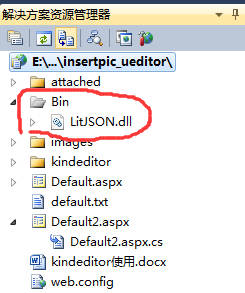 解决方案资源管理器
E:\...\insertpic_ueditor\
attached
Bin
LitJSON.dll
images
kindeditor
Default.aspx
default.txt
Default2.aspx
Default2.aspx.cs
kindeditor使用.docx
web.config